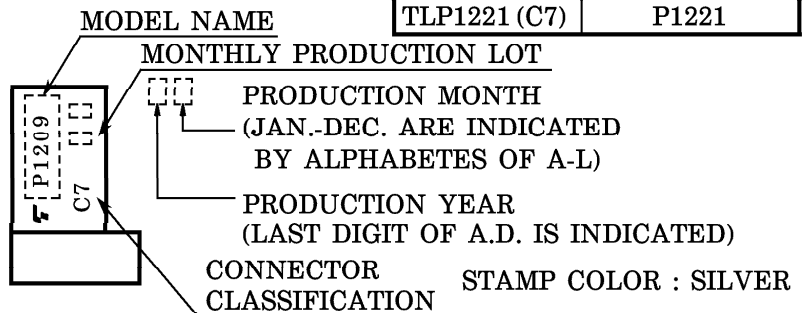 MODEL NAME
TLP1221 (C7) P1221
MONTHLY PRODUCTION LOT
PRODUCTION MONTH
(JAN.-DEC. ARE INDICATED
BY ALPHABETES OF A-L)
P1209
C7
PRODUCTION YEAR
(LAST DIGIT OF A.D. IS INDICATED)
CONNECTOR
CLASSIFICATION
STAMP COLOR : SILVER